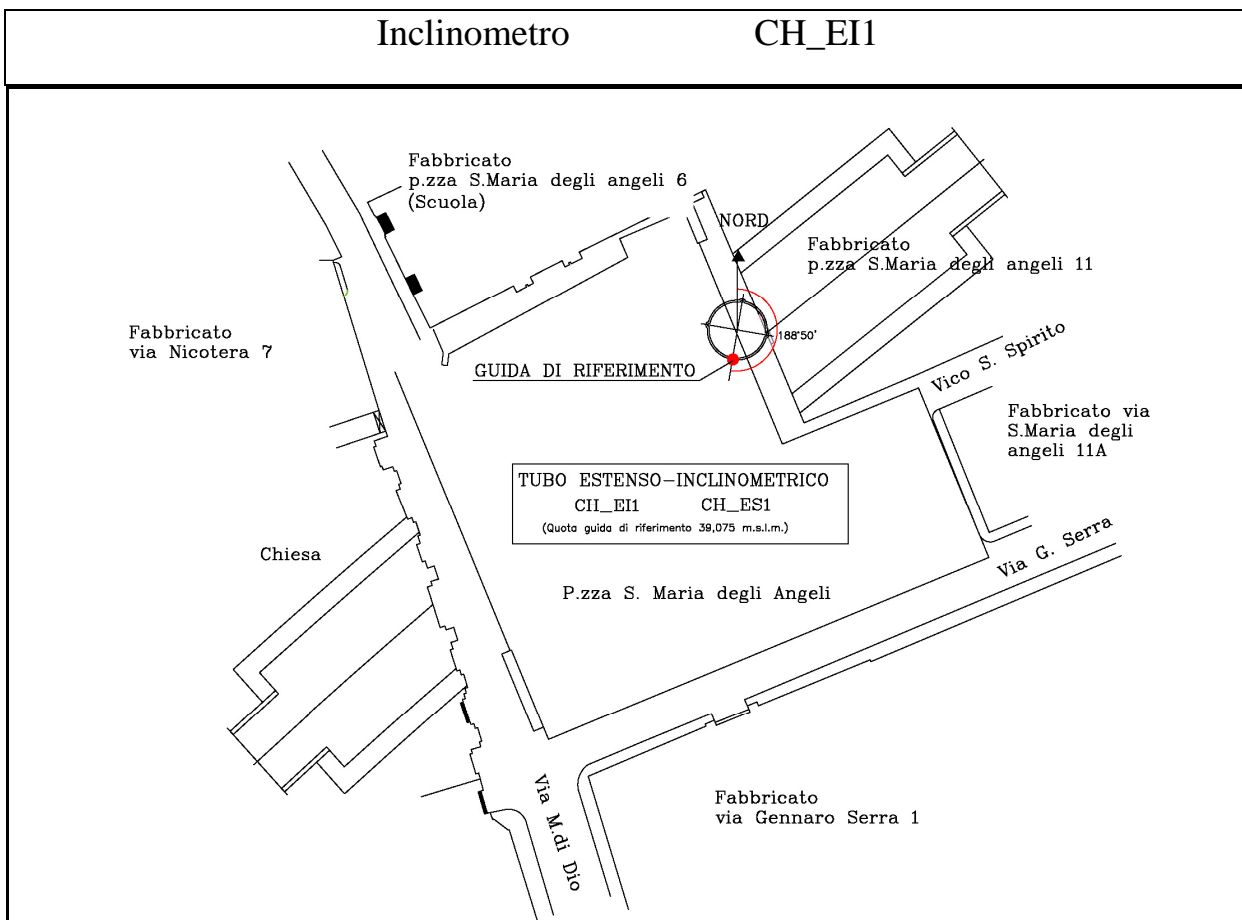 Inclinometro CH_EI1
Fabbricato
p.zza S.Maria degli angeli 6
(Scuola)
NORD
Fabbricato
p.zza S.Maria degli angeli 11
Fabbricato
via Nicotera 7
188°50'
GUIDA DI RIFERIMENTO
Vico S. Spirito
Fabbricato via
S.Maria degli
angeli 11A
TUBO ESTENSO-INCLINOMETRICO
CH_EI1 CH_ES1
(Quota guida di riferimento 39,075 m.s.l.m.)
Chiesa
Via G. Serra
P.zza S. Maria degli Angeli
Via M.di Dio
Fabbricato
via Gennaro Serra 1